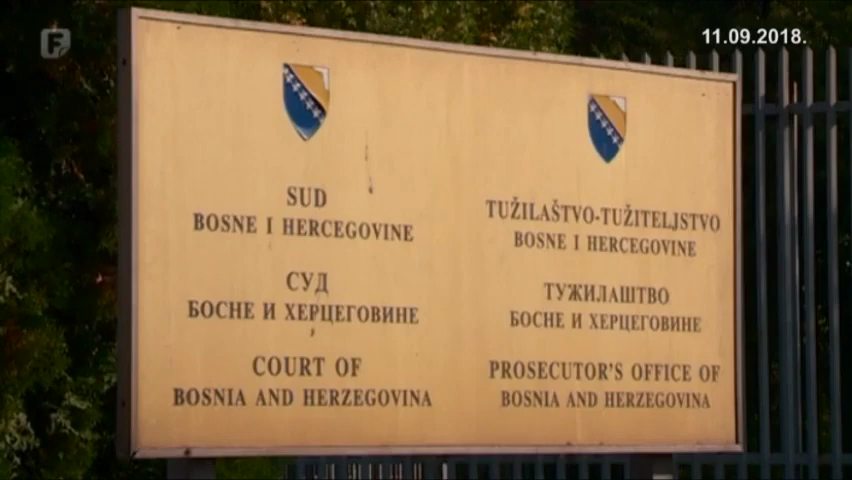 11.09.2018.
SUD
BOSNE I HERCEGOVINE
СУД
БОСНЕ И ХЕРЦЕГОВИНЕ
COURT OF
BOSNIA AND HERZEGOVINA
TUŽILAŠTVO-TUŽITELJSTVO
BOSNE I HERCEGOVINE
ТУЖИЛАШТВО
БОСНЕ И ХЕРЦЕГОВИНЕ
PROSECUTOR'S OFFICE OF
BOSNIA AND HERZEGOVINA